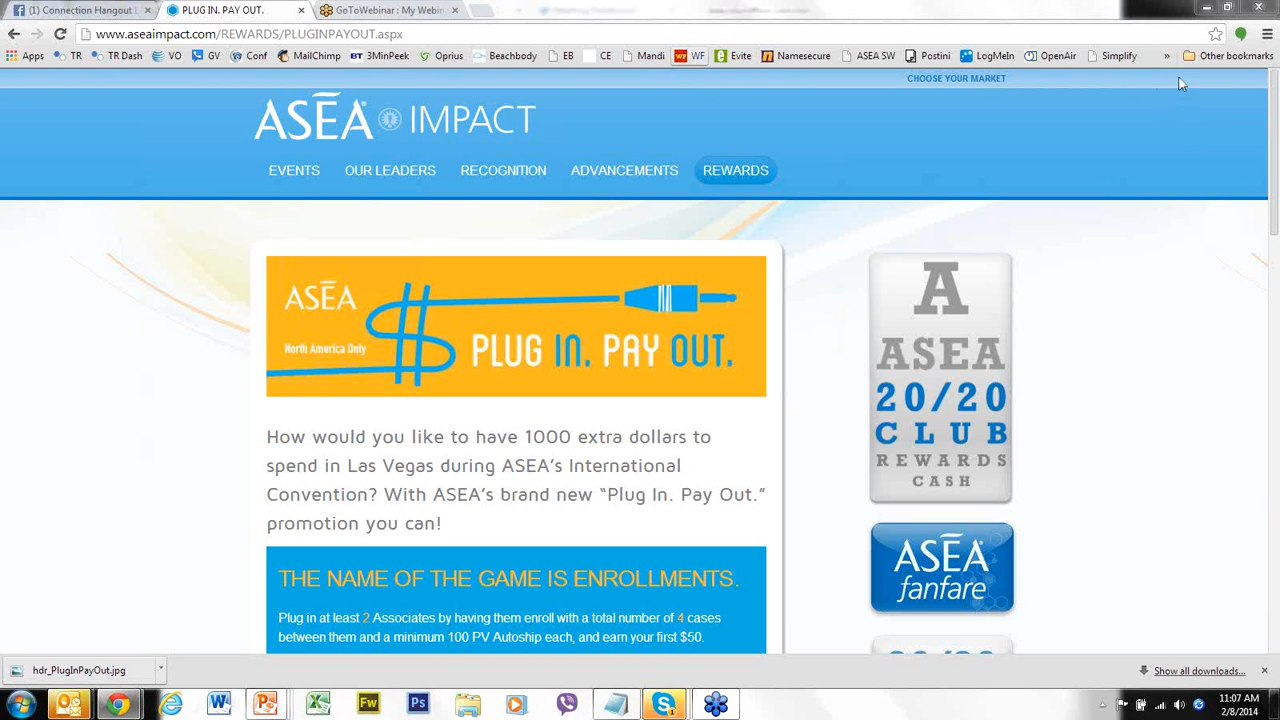 (1) Connection Hangout L
PLUG IN. PAY OUT.
GoToWebinar : My Webin
www.aseaimpact.com/REWARDS/PLUGINPAYOUT.aspx
Apps TR TR Dash VO GV Conf MailChimp BT 3MinPeek Oprius Beachbody EB CE Mandi WF WF Evite Namesecure ASEA SW Postini LogMeIn OpenAir Simplify » Other bookmarks
CHOOSE YOUR MARKET
ASEA IMPACT
EVENTS OUR LEADERS RECOGNITION ADVANCEMENTS REWARDS
ASEA
North America Only
PLUG IN. PAY OUT.
How would you like to have 1000 extra dollars to
spend in Las Vegas during ASEA’s International
Convention? With ASEA’s brand new “Plug In. Pay Out.”
promotion you can!
THE NAME OF THE GAME IS ENROLLMENTS.
Plug in at least 2 Associates by having them enroll with a total number of 4 cases
between them and a minimum 100 PV Autoship each, and earn your first $50.
A
ASEA
20/20
CLUB
REWARDS
CASH
ASEA
fanfare
hdr_PlugInPayOut.jpg
Show all downloads...
11:07 AM
2/8/2014